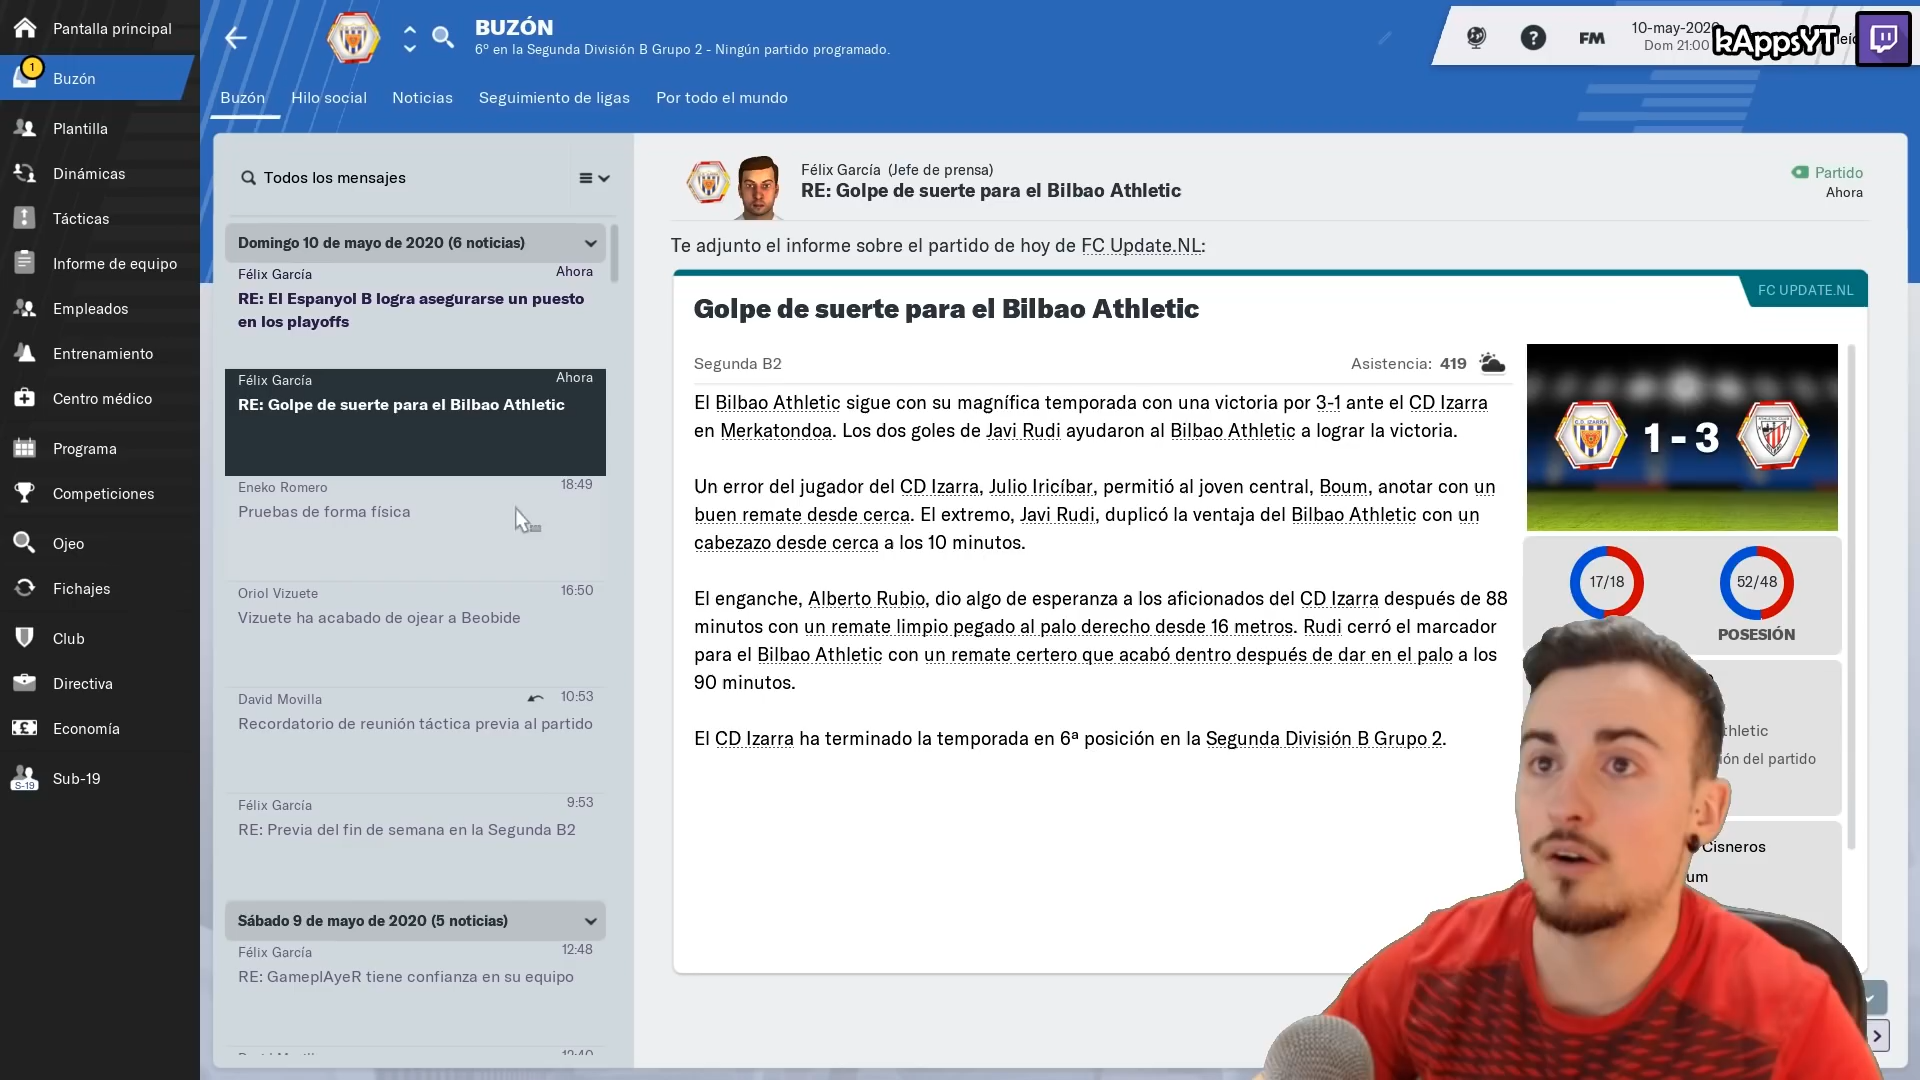 Pantalla principal
1
Buzón
Plantilla
Dinámicas
Tácticas
Informe de equipo
Empleados
Entrenamiento
Centro médico
Programa
Competiciones
Ojeo
Fichajes
Club
Directiva
Economía
S-19
Sub-19
BUZÓN
6º en la Segunda División B Grupo 2 - Ningún partido programado.
FM
Dom 21:00
kAppsYT
Buzón
Hilo social
Noticias
Seguimiento de ligas
Por todo el mundo
Todos los mensajes
Domingo 10 de mayo de 2020 (6 noticias)
Félix García
Ahora
RE: El Espanyol B logra asegurarse un puesto
en los playoffs
Félix García
Ahora
RE: Golpe de suerte para el Bilbao Athletic
Eneko Romero
18:49
Pruebas de forma física
Oriol Vizuete
16:50
Vizuete ha acabado de ojear a Beobide
David Movilla
10:53
Recordatorio de reunión táctica previa al partido
Félix García
9:53
RE: Previa del fin de semana en la Segunda B2
Sábado 9 de mayo de 2020 (5 noticias)
Félix García
12:48
RE: GameplAyeR tiene confianza en su equipo
Félix García (Jefe de prensa)
RE: Golpe de suerte para el Bilbao Athletic
Partido
Ahora
Te adjunto el informe sobre el partido de hoy de FC Update.NL:
FC UPDATE.NL
Golpe de suerte para el Bilbao Athletic
Segunda B2
Asistencia: 419
El Bilbao Athletic sigue con su magnífica temporada con una victoria por 3-1 ante el CD Izarra
en Merkatondoa. Los dos goles de Javi Rudi ayudaron al Bilbao Athletic a lograr la victoria.
Un error del jugador del CD Izarra, Julio Iricíbar, permitió al joven central, Boum, anotar con un
buen remate desde cerca. El extremo, Javi Rudi, duplicó la ventaja del Bilbao Athletic con un
cabezazo desde cerca a los 10 minutos.
El enganche, Alberto Rubio, dio algo de esperanza a los aficionados del CD Izarra después de 88
minutos con un remate limpio pegado al palo derecho desde 16 metros. Rudi cerró el marcador
para el Bilbao Athletic con un remate certero que acabó dentro después de dar en el palo a los
90 minutos.
El CD Izarra ha terminado la temporada en 6ª posición en la Segunda División B Grupo 2.
1 - 3
17/18
52/48
POSESIÓN
del partido
Cisneros